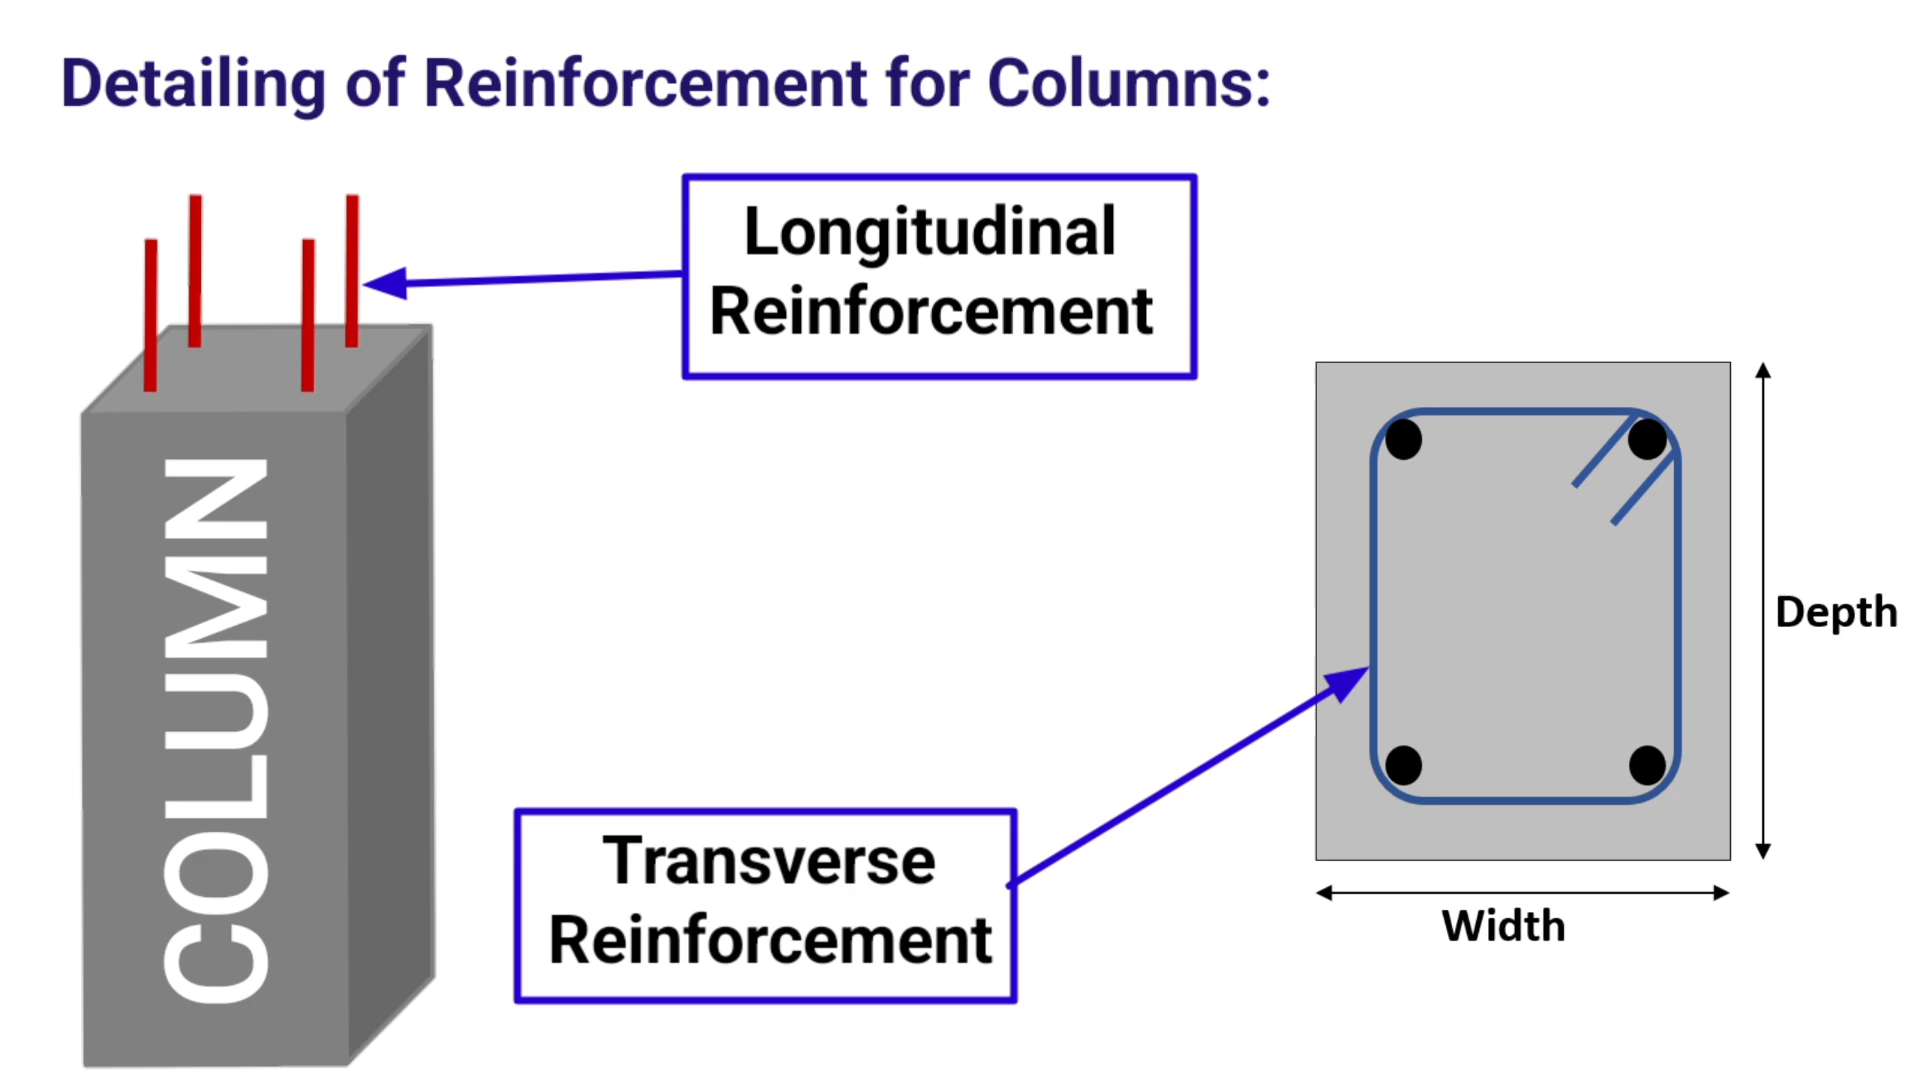 Detailing of Reinforcement for Columns:
Longitudinal
Reinforcement
COLUMN
Depth
Transverse
Reinforcement
Width